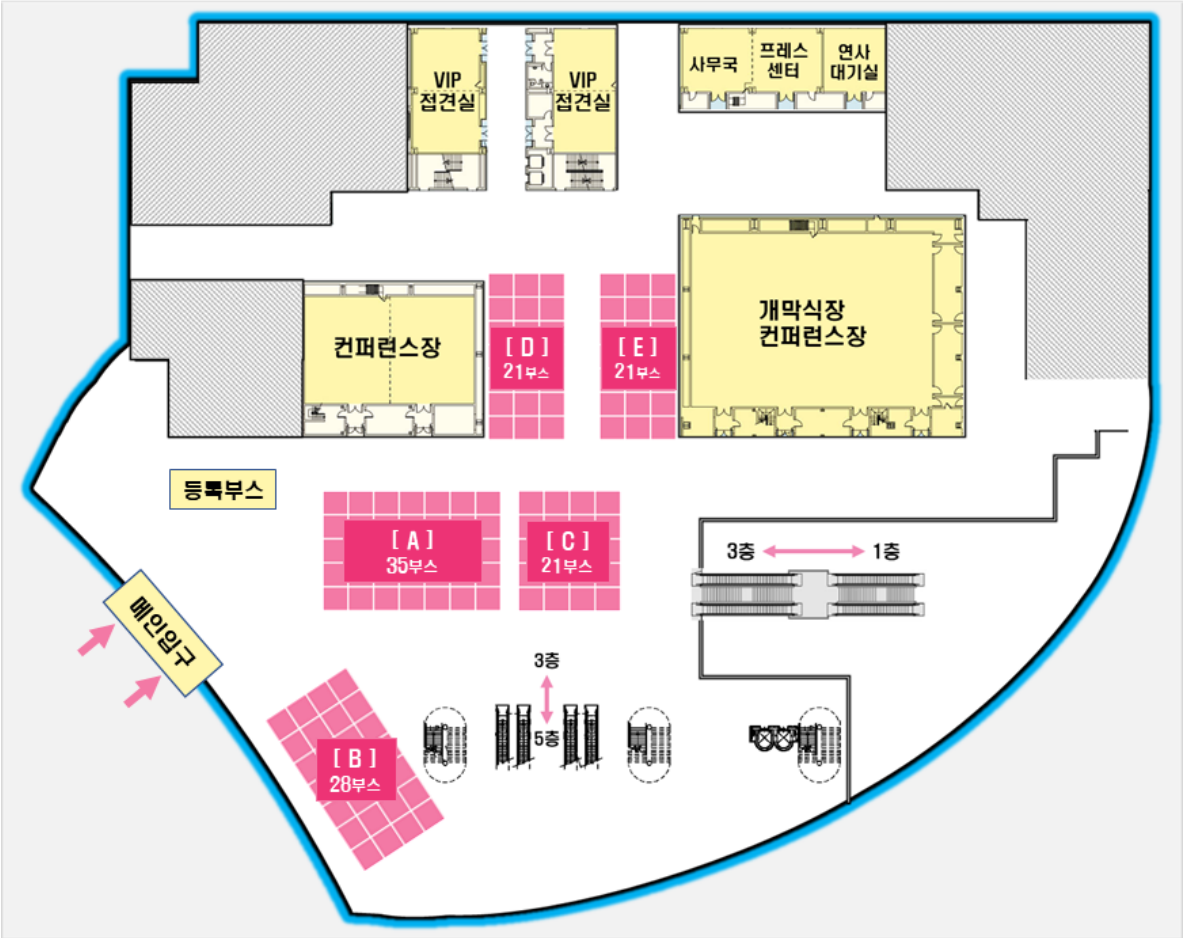 VIP
접견실
VIP
접견실
사무국
프레스
센터
연사
대기실
컨퍼런스장
[ D ]
21부스
[ E ]
21부스
개막식장
컨퍼런스장
등록부스
[ A ]
35부스
[ C ]
21부스
3층
1층
메인입구
3층
5층
[ B ]
28부스